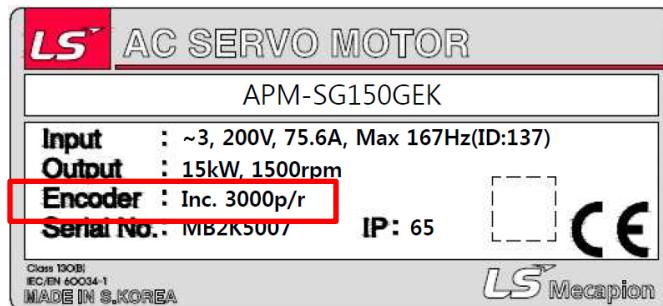 LS AC SERVO MOTOR
APM-SG150GEK
Input : ~3, 200V, 75.6A, Max 167Hz(ID:137)
Output : 15kW, 1500rpm
Encoder : Inc. 3000p/r
Serial No. : MB2K5007 IP: 65
CE
Class 130(B)
IEC/EN 60034-1
MADE IN S.KOREA
LS Mecapion